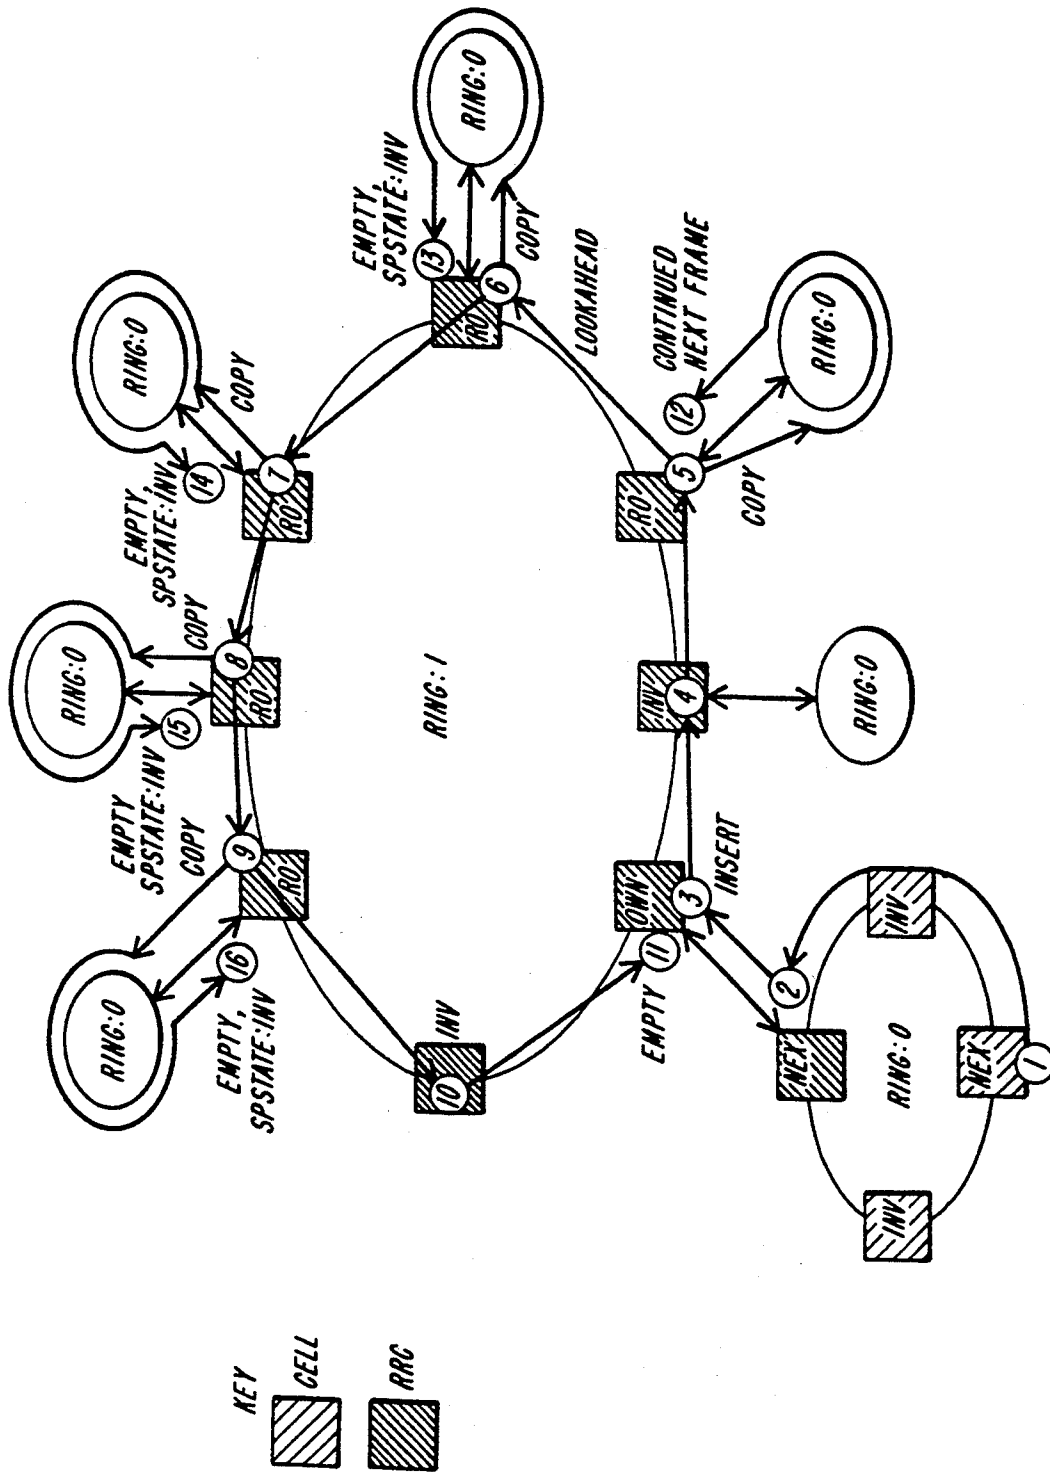 KEY
CELL
RRC
RING:0
16
EMPTY,
SPSTATE:INV
9
RO
COPY
RING:0
15
EMPTY
SPSTATE:INV
8
RO
COPY
RING:0
14
EMPTY,
SPSTATE:INV
7
RO
COPY
RING:0
13
EMPTY,
SPSTATE:INV
6
RO
COPY
LOOKAHEAD
10
INV
RING:1
11
EMPTY
OWN
3
INSERT
INV
4
RING:0
RO
5
COPY
12
CONTINUED
NEXT FRAME
RING:0
NEX
2
INV
RING:0
INV
NEX
1